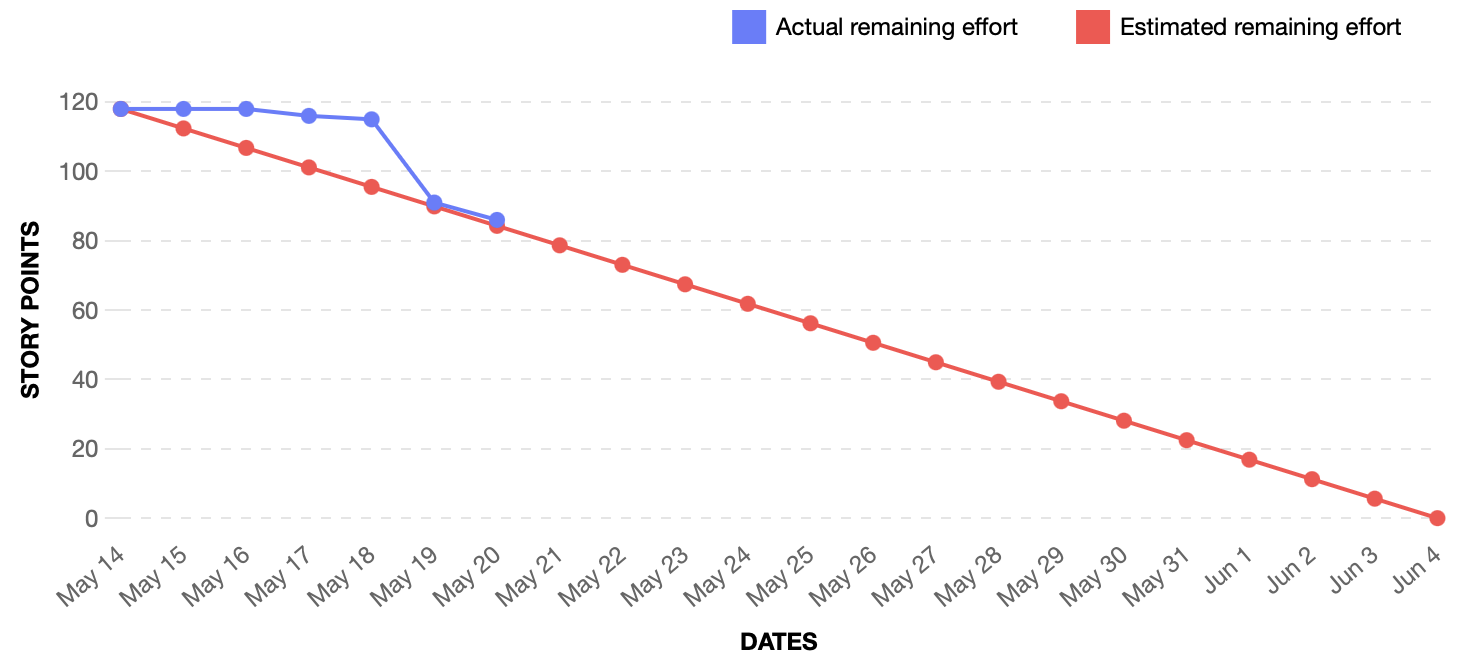 Actual remaining effort
Estimated remaining effort
120
100
80
60
40
20
0
STORY POINTS
May 14
May 15
May 16
May 17
May 18
May 19
May 20
May 21
May 22
May 23
May 24
May 25
May 26
May 27
May 28
May 29
May 30
May 31
Jun 1
Jun 2
Jun 3
Jun 4
DATES